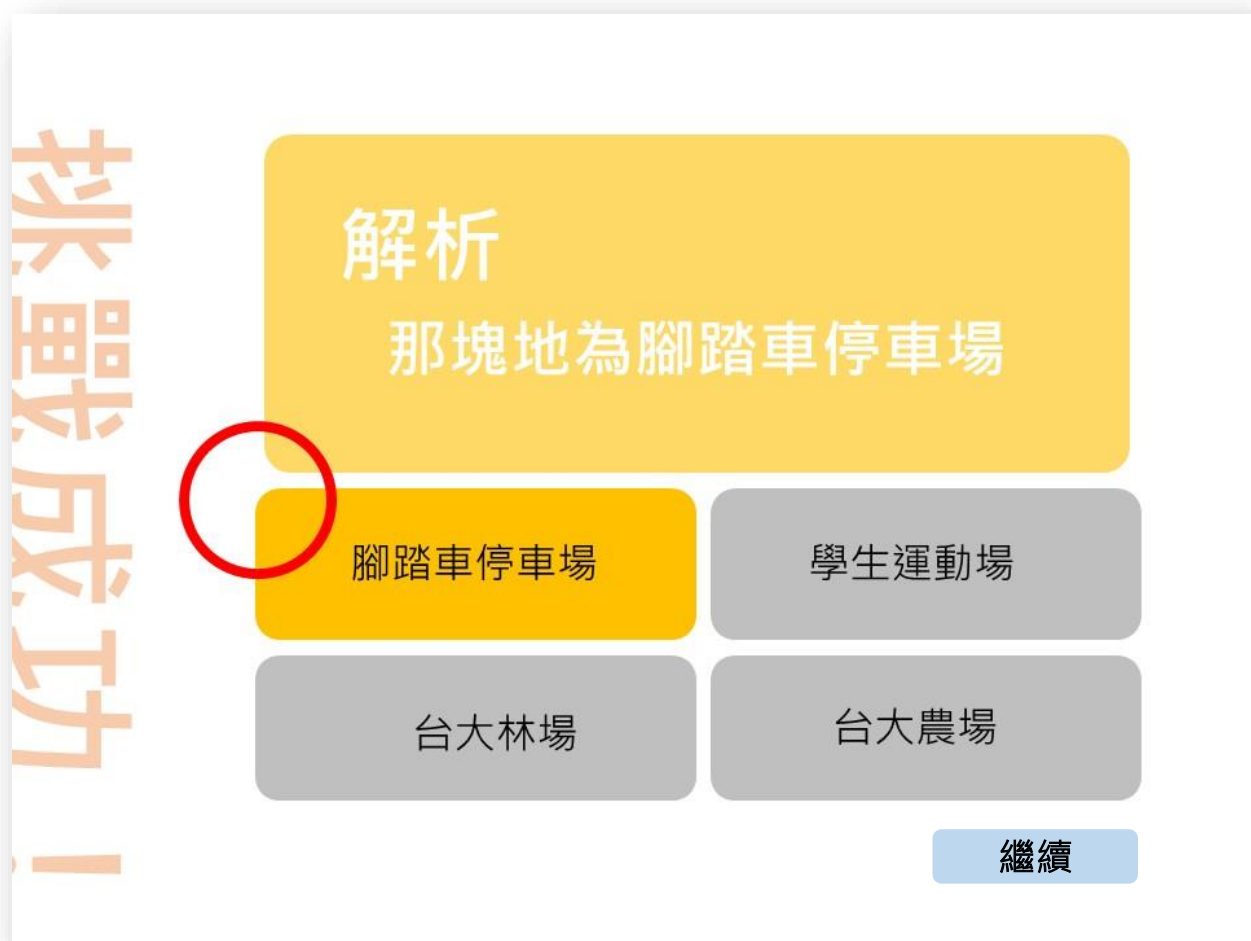 挑戰成功！
解析
那塊地為腳踏車停車場
腳踏車停車場
學生運動場
台大林場
台大農場
繼續